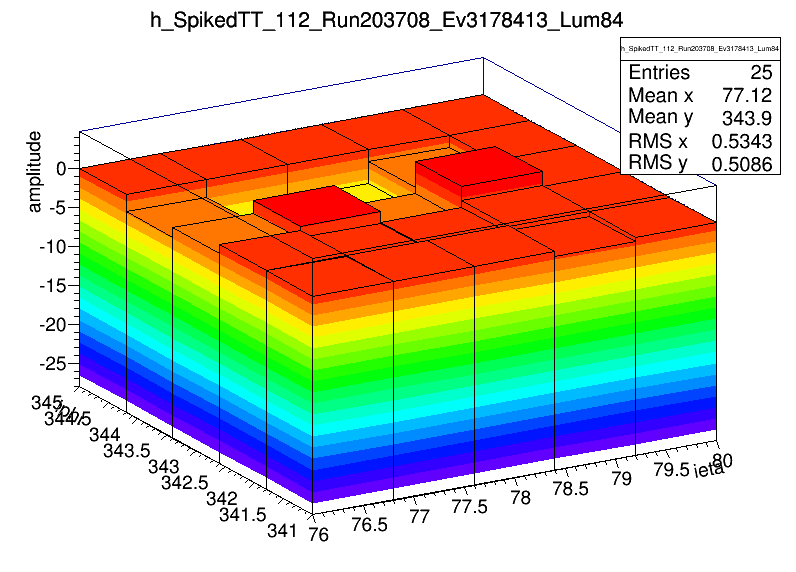 h_SpikedTT_112_Run203708_Ev3178413_Lum84
h_SpikedTT_112_Run203708_Ev3178413_Lum84
Entries 25
Mean x 77.12
Mean y 343.9
RMS x 0.5343
RMS y 0.5086
amplitude
0
-5
-10
-15
-20
-25
345
344.5
344
343.5
343
342.5
342
341.5
341
76
76.5
77
77.5
78
78.5
79
79.5
80
ieta